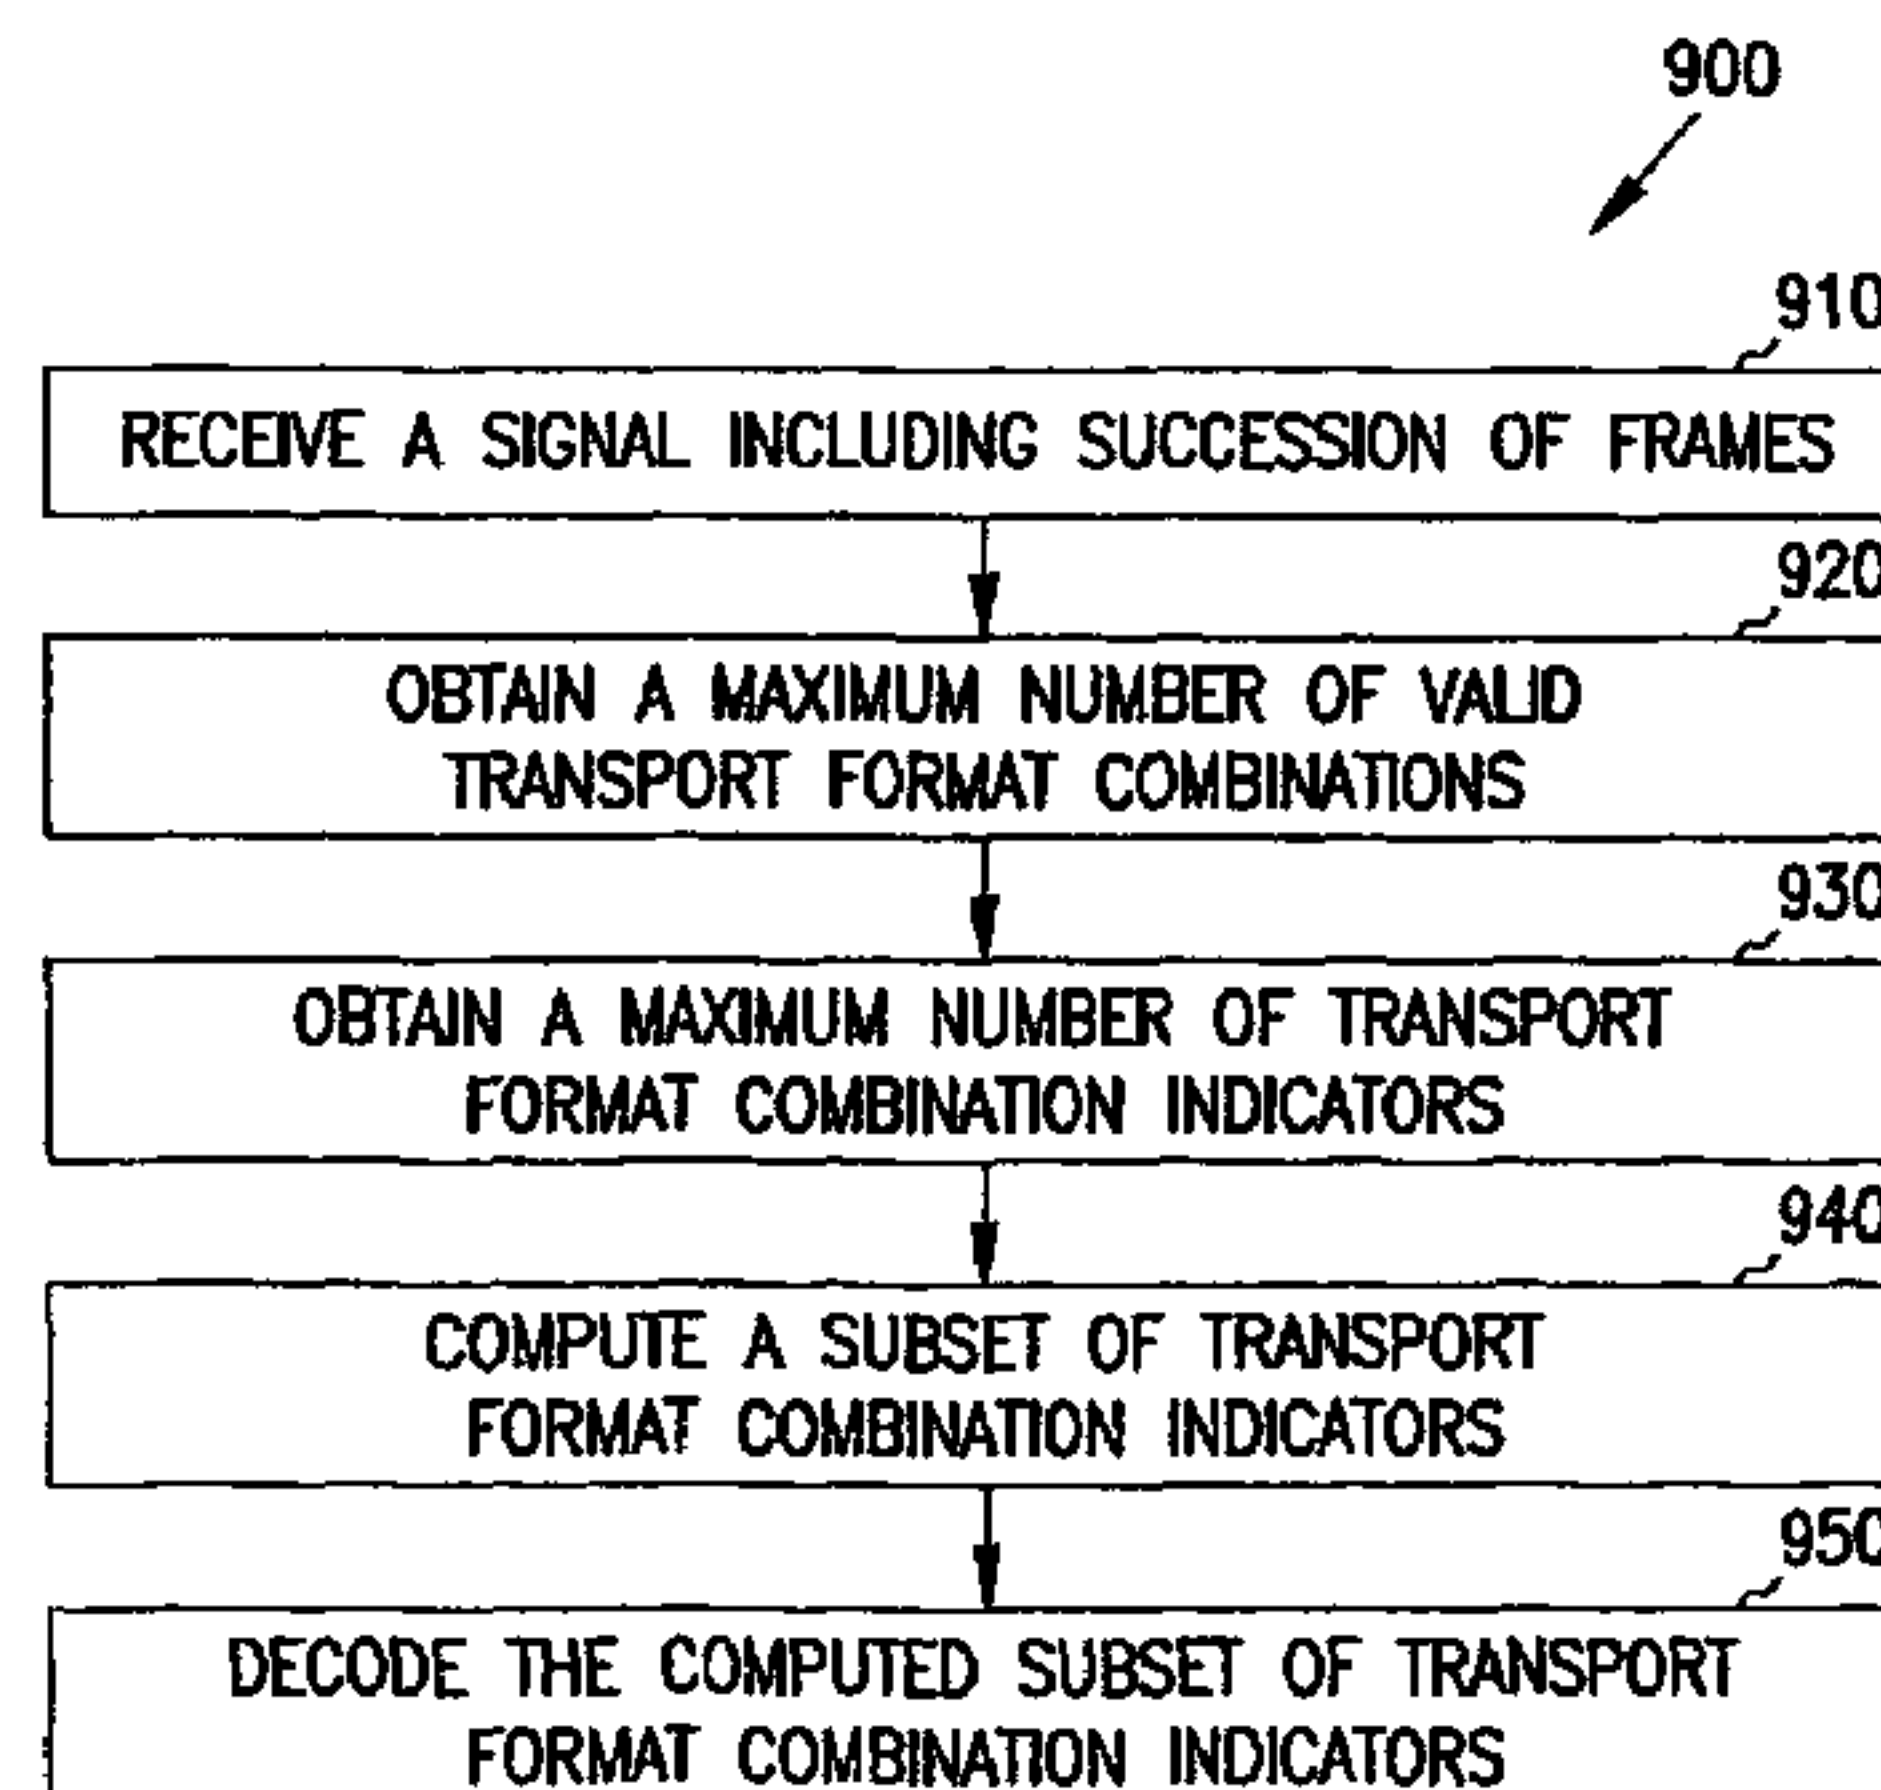 900
910
RECEIVE A SIGNAL INCLUDING SUCCESSION OF FRAMES
920
OBTAIN A MAXIMUM NUMBER OF VALID
TRANSPORT FORMAT COMBINATIONS
930
OBTAIN A MAXIMUM NUMBER OF TRANSPORT
FORMAT COMBINATION INDICATORS
940
COMPUTE A SUBSET OF TRANSPORT
FORMAT COMBINATION INDICATORS
950
DECODE THE COMPUTED SUBSET OF TRANSPORT
FORMAT COMBINATION INDICATORS